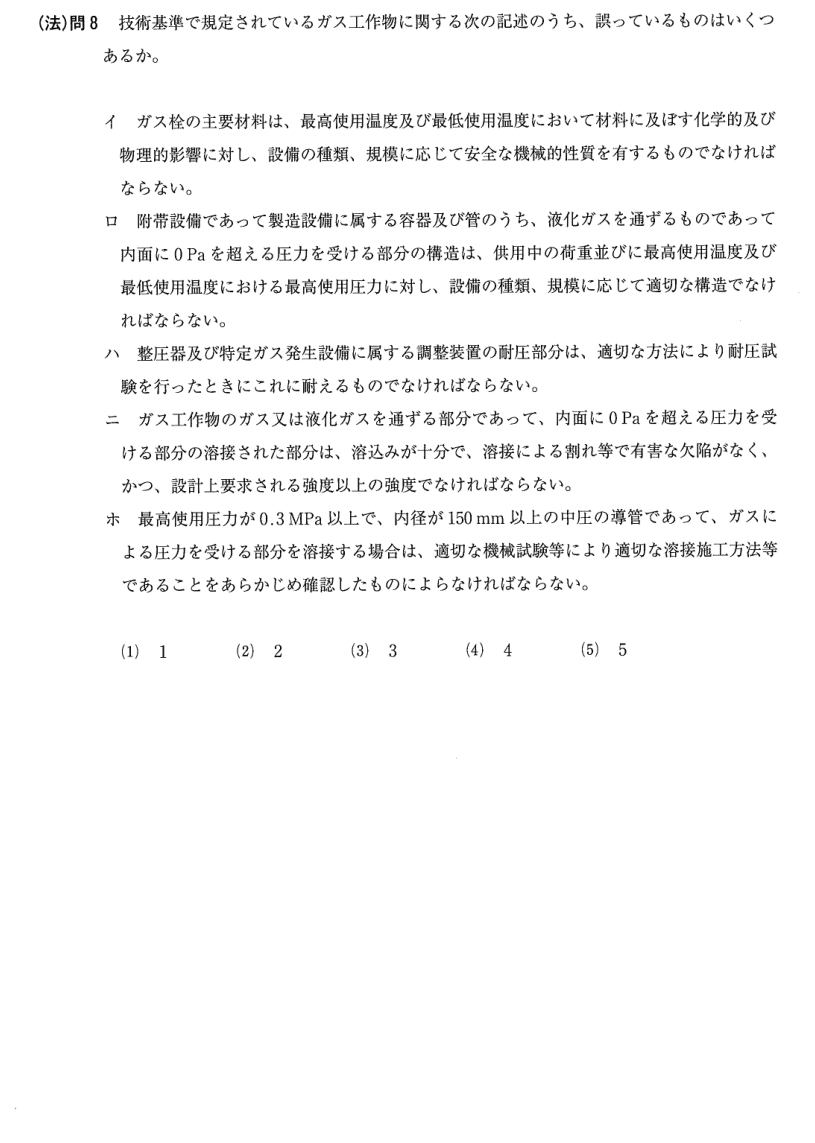 (法)問8　技術基準で規定されているガス工作物に関する次の記述のうち、誤っているものはいくつ
あるか。
イ　ガス栓の主要材料は、最高使用温度及び最低使用温度において材料に及ぼす化学的及び
物理的影響に対し、設備の種類、規模に応じて安全な機械的性質を有するものでなければ
ならない。
ロ　附帯設備であって製造設備に属する容器及び管のうち、液化ガスを通ずるものであって
内面に0 Paを超える圧力を受ける部分の構造は、供用中の荷重並びに最高使用温度及び
最低使用温度における最高使用圧力に対し、設備の種類、規模に応じて適切な構造でなけ
ればならない。
ハ　整圧器及び特定ガス発生設備に属する調整装置の耐圧部分は、適切な方法により耐圧試
験を行ったときにこれに耐えるものでなければならない。
ニ　ガス工作物のガス又は液化ガスを通ずる部分であって、内面に0 Paを超える圧力を受
ける部分の溶接された部分は、溶込みが十分で、溶接による割れ等で有害な欠陥がなく、
かつ、設計上要求される強度以上の強度でなければならない。
ホ　最高使用圧力が0.3 MPa以上で、内径が150 mm以上の中圧の導管であって、ガスに
よる圧力を受ける部分を溶接する場合は、適切な機械試験等により適切な溶接施工方法等
であることをあらかじめ確認したものによらなければならない。
(1)　1　　(2)　2　　(3)　3　　(4)　4　　(5)　5